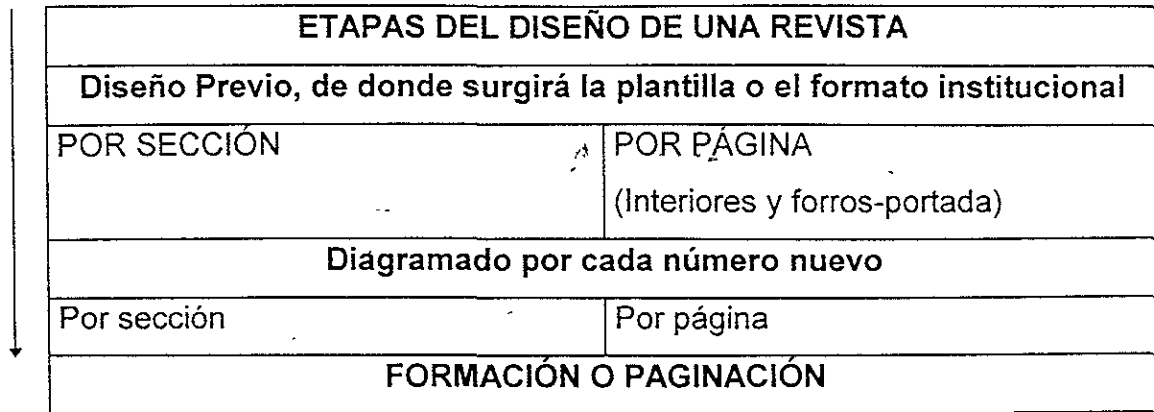 ETAPAS DEL DISEÑO DE UNA REVISTA
Diseño Previo, de donde surgirá la plantilla o el formato institucional
POR SECCIÓN
POR PÁGINA
(Interiores y forros-portada)
Diagramado por cada número nuevo
Por sección
Por página
FORMACIÓN O PAGINACIÓN